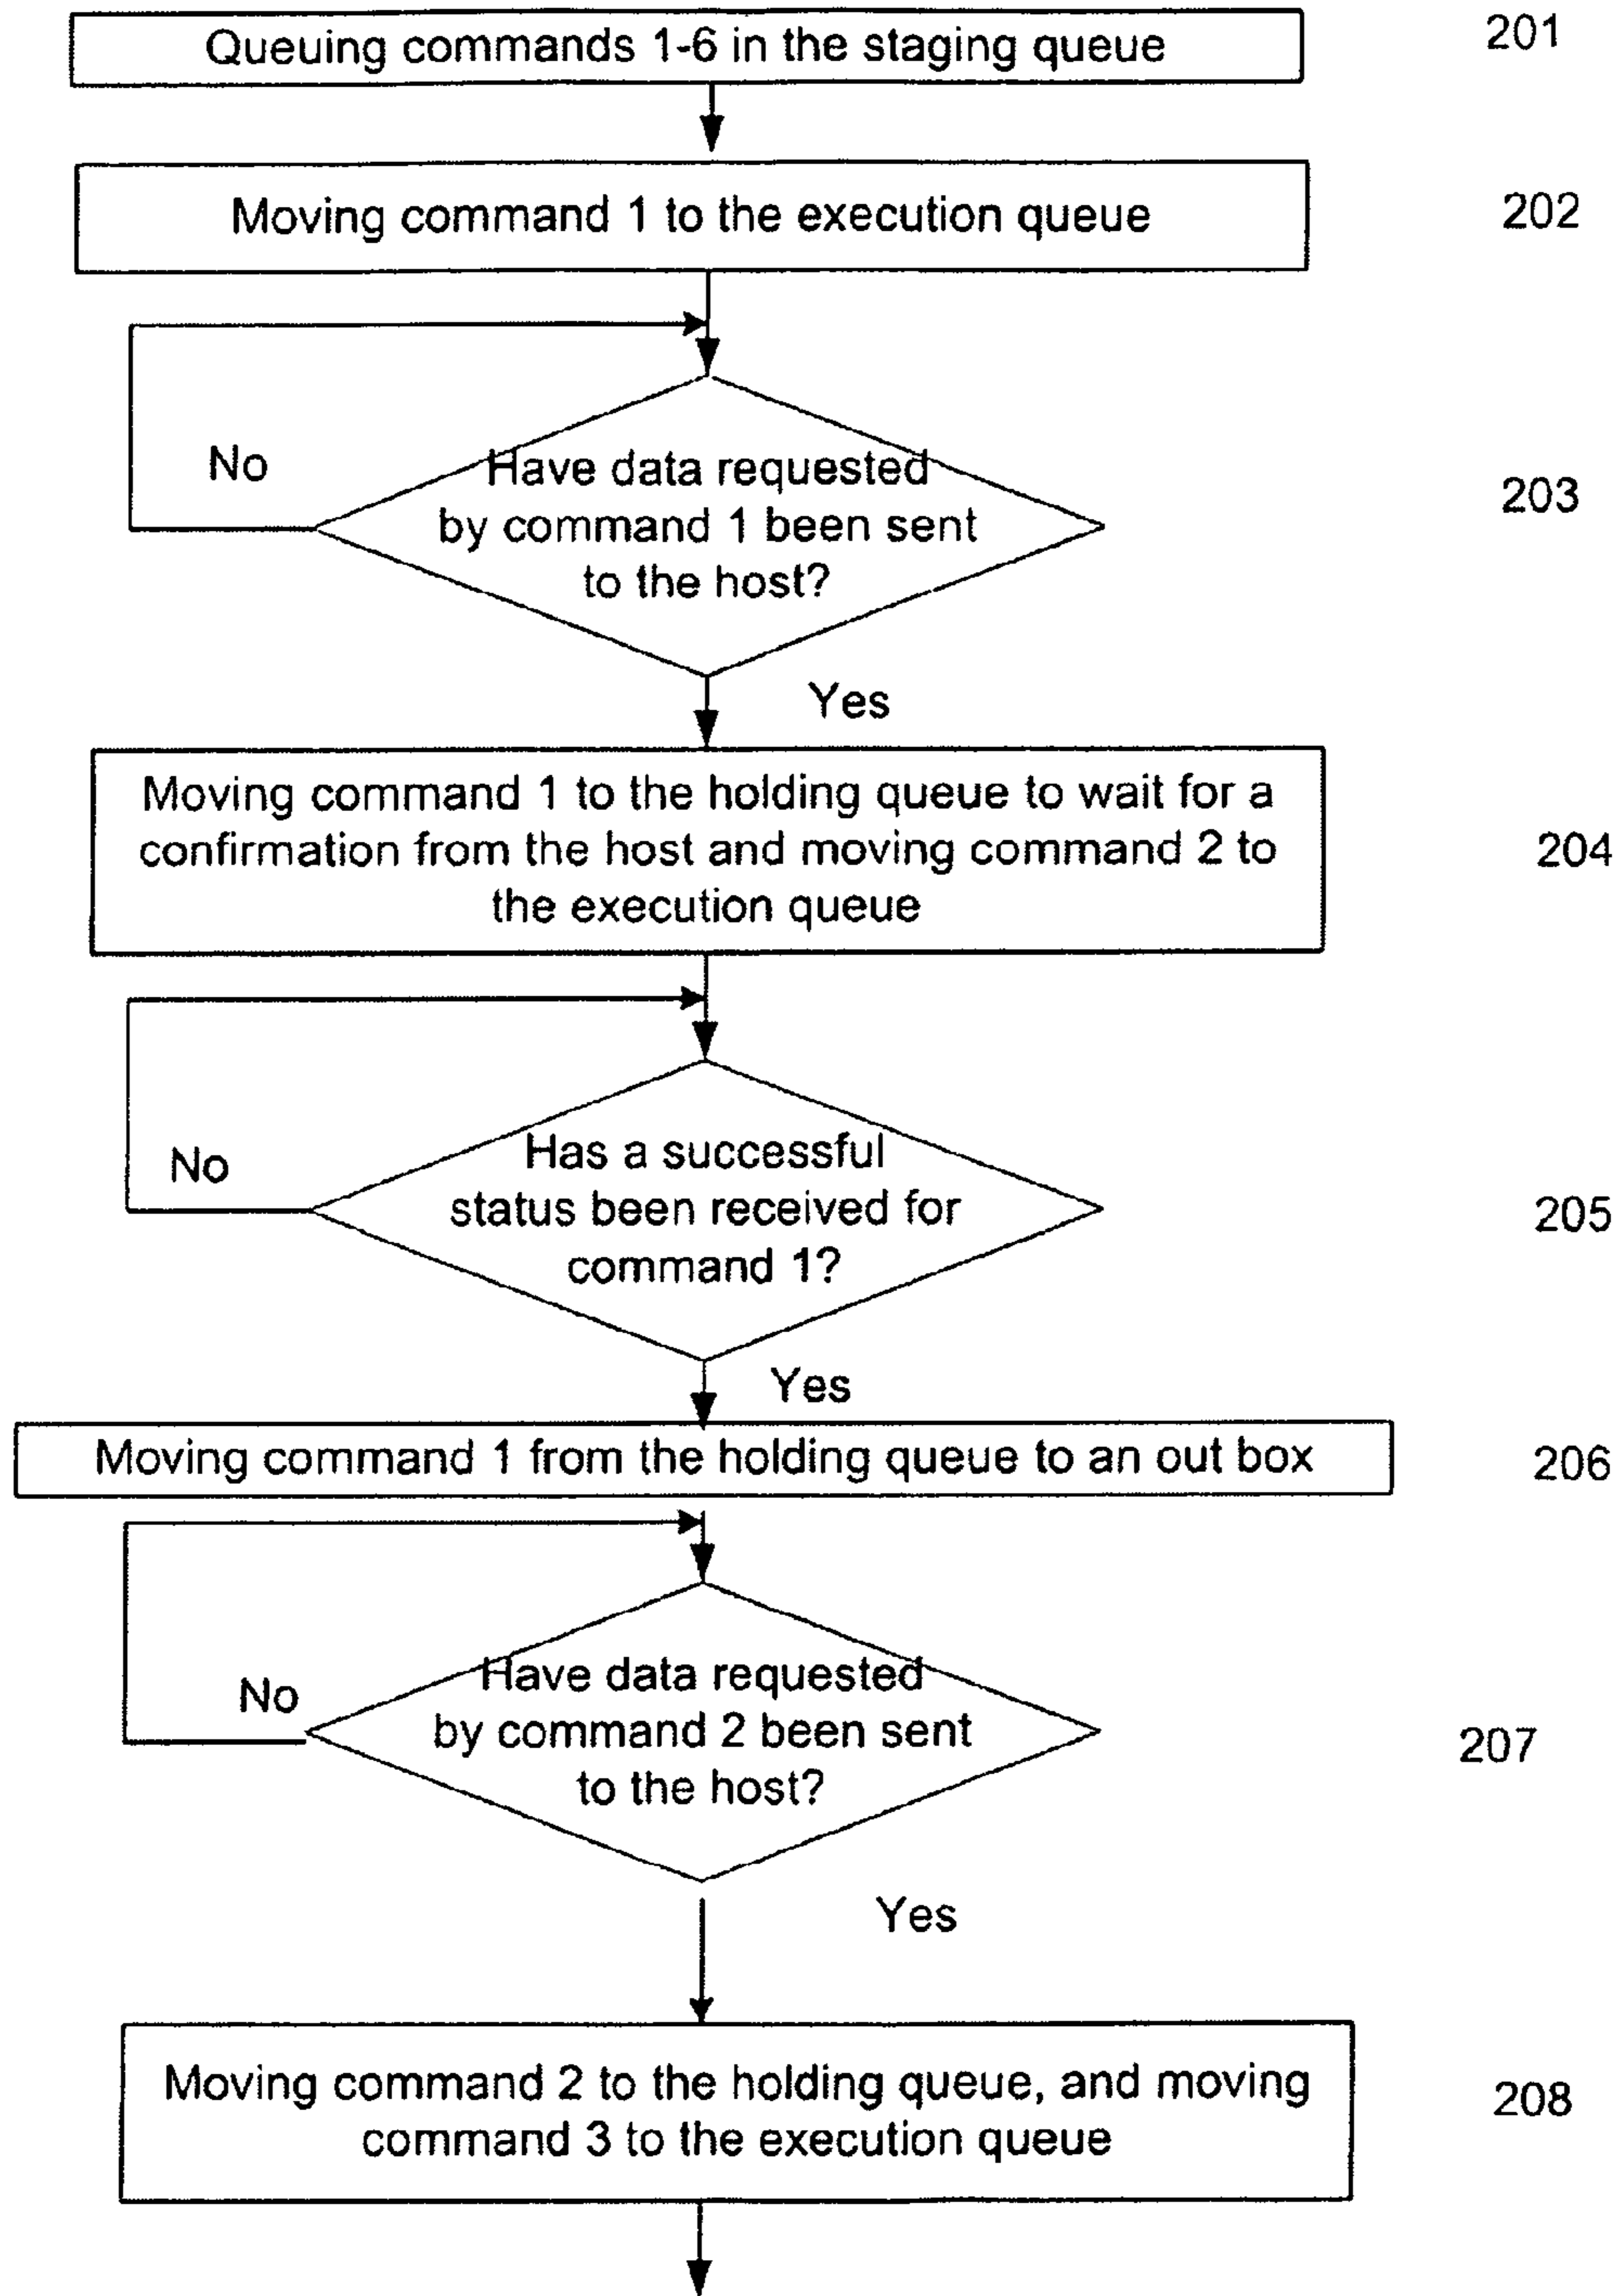 Queuing commands 1-6 in the staging queue
201
Moving command 1 to the execution queue
202
No
Have data requested
by command 1 been sent
to the host?
203
Yes
Moving command 1 to the holding queue to wait for a
confirmation from the host and moving command 2 to
the execution queue
204
No
Has a successful
status been received for
command 1?
205
Yes
Moving command 1 from the holding queue to an out box
206
No
Have data requested
by command 2 been sent
to the host?
207
Yes
Moving command 2 to the holding queue, and moving
command 3 to the execution queue
208